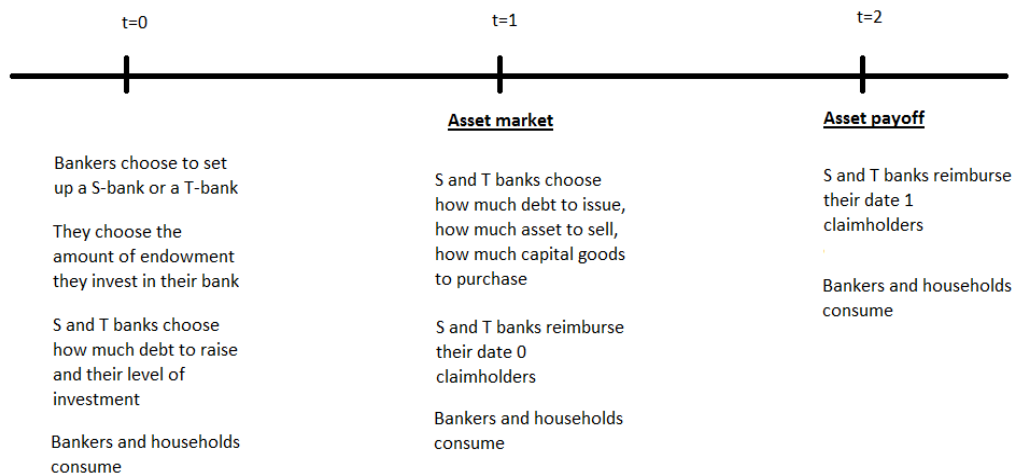 t=0
t=1
t=2
Asset market
Asset payoff
Bankers choose to set
up a S-bank or a T-bank
They choose the
amount of endowment
they invest in their bank
S and T banks choose
how much debt to raise
and their level of
investment
Bankers and households
consume
S and T banks choose
how much debt to issue,
how much asset to sell,
how much capital goods
to purchase
S and T banks reimburse
their date 0
claimholders
Bankers and households
consume
S and T banks reimburse
their date 1
claimholders
Bankers and households
consume